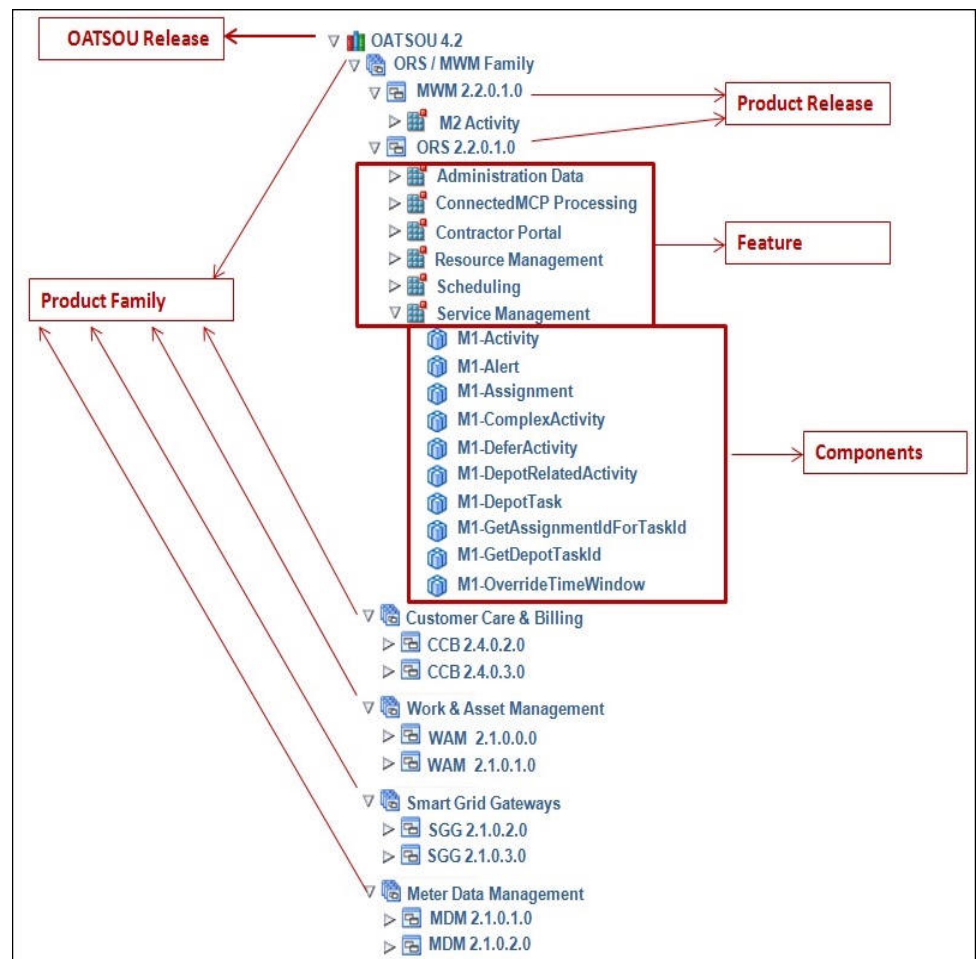 OATSOU Release
OATSOU 4.2
ORS / MWM Family
MWM 2.2.0.1.0
Product Release
M2 Activity
ORS 2.2.0.1.0
Administration Data
ConnectedMCP Processing
Contractor Portal
Feature
Resource Management
Scheduling
Product Family
Service Management
M1-Activity
M1-Alert
M1-Assignment
M1-ComplexActivity
M1-DeferActivity
Components
M1-DepotRelatedActivity
M1-DepotTask
M1-GetAssignmentIdForTaskId
M1-GetDepotTaskId
M1-OverrideTimeWindow
Customer Care & Billing
CCB 2.4.0.2.0
CCB 2.4.0.3.0
Work & Asset Management
WAM 2.1.0.0.0
WAM 2.1.0.1.0
Smart Grid Gateways
SGG 2.1.0.2.0
SGG 2.1.0.3.0
Meter Data Management
MDM 2.1.0.1.0
MDM 2.1.0.2.0